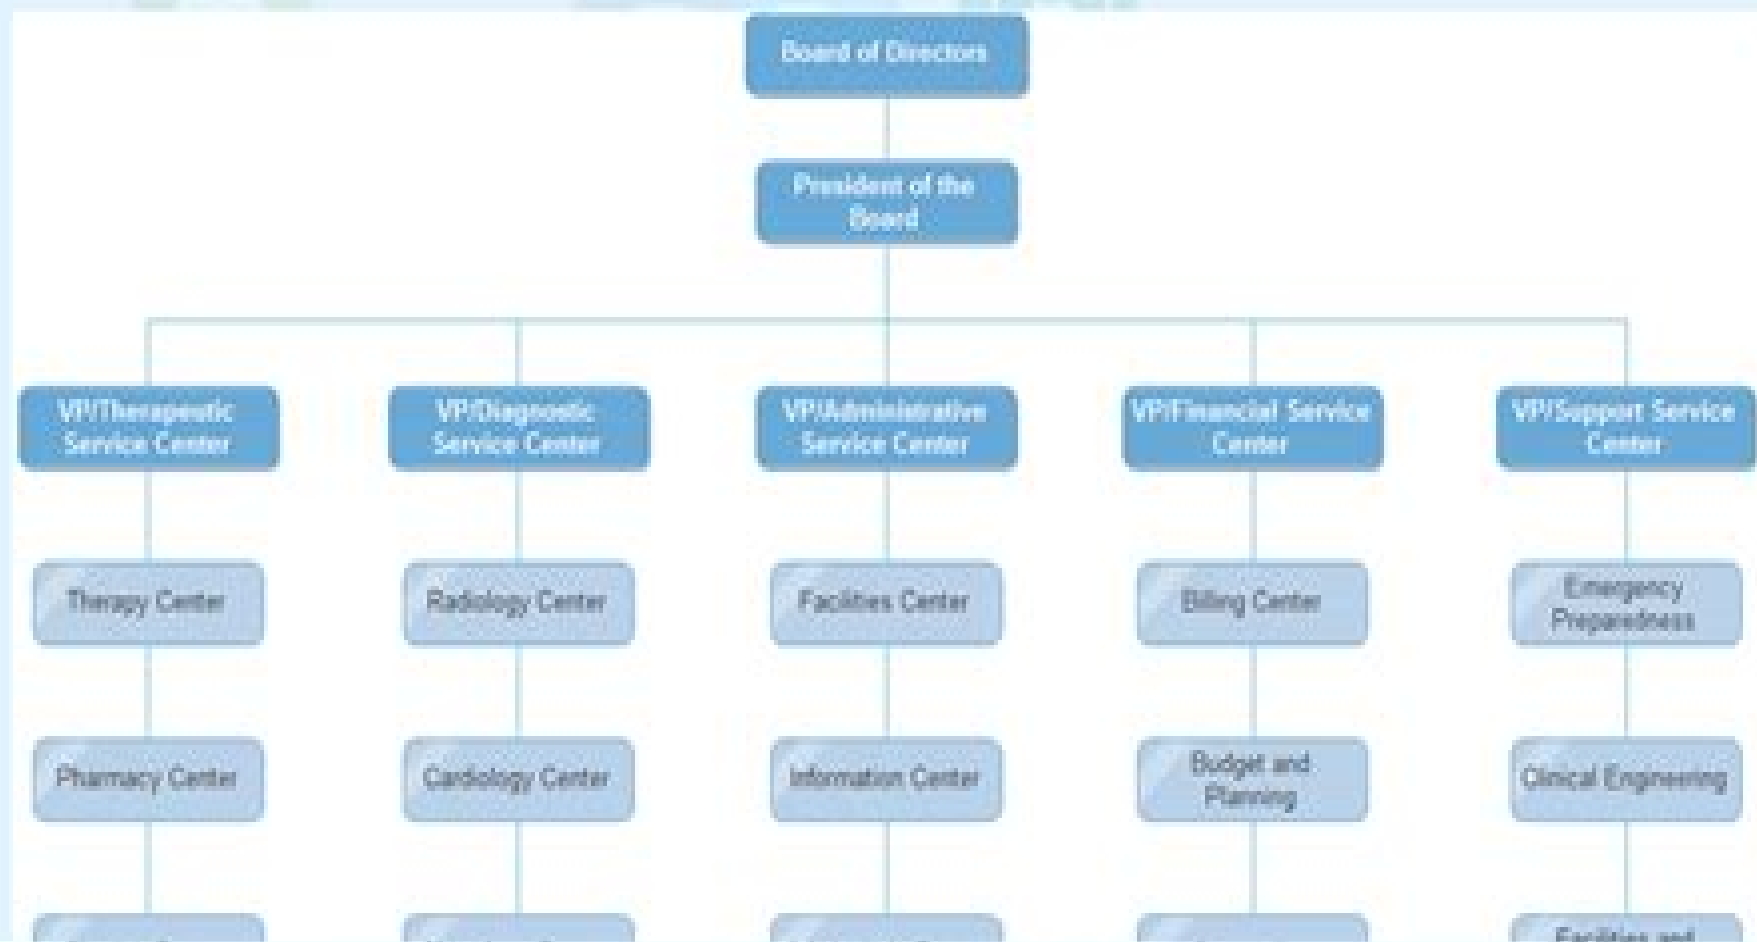 Board of Directors
President of the
Board
VP/Therapeutic
Service Center
VP/Diagnostic
Service Center
VP/Administrative
Service Center
VP/Financial Service
Center
VP/Support Service
Center
Therapy Center
Radiology Center
Facilities Center
Billing Center
Emergency
Preparedness
Pharmacy Center
Cardiology Center
Information Center
Budget and
Planning
Clinical Engineering
Facilities and